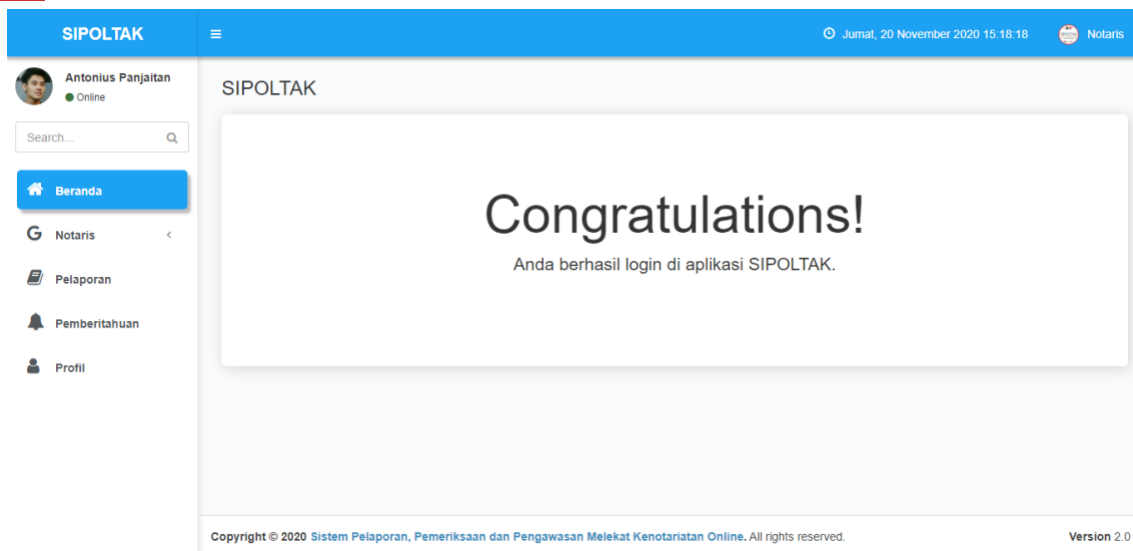 SIPOLTAK
Jumat, 20 November 2020 15:18:18
Notaris
Antonius Panjaitan
Online
Search...
Beranda
Notaris
Pelaporan
Pemberitahuan
Profil
SIPOLTAK
Congratulations!
Anda berhasil login di aplikasi SIPOLTAK.
Copyright © 2020 Sistem Pelaporan, Pemeriksaan dan Pengawasan Melekat Kenotariatan Online. All rights reserved.
Version 2.0